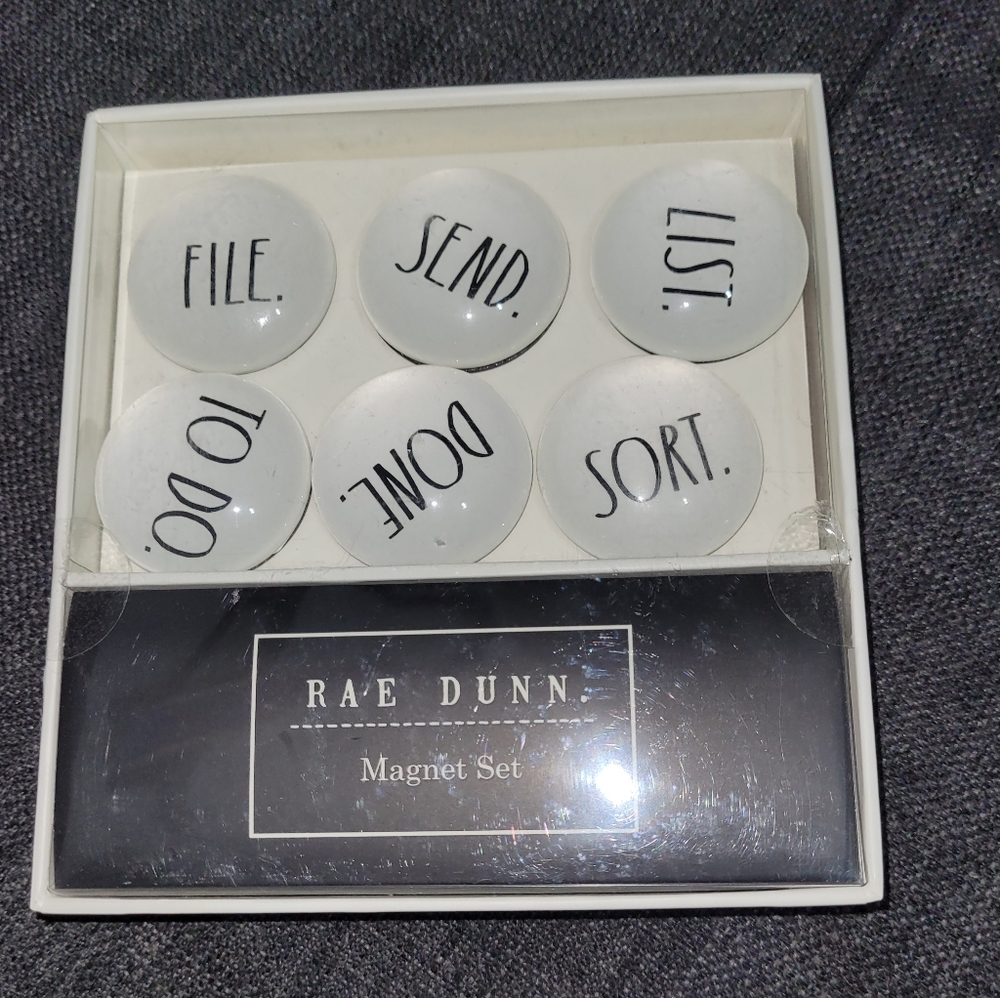 FILE.
SEND.
LIST.
TO DO.
DONE.
SORT.
RAE DUNN.
Magnet Set